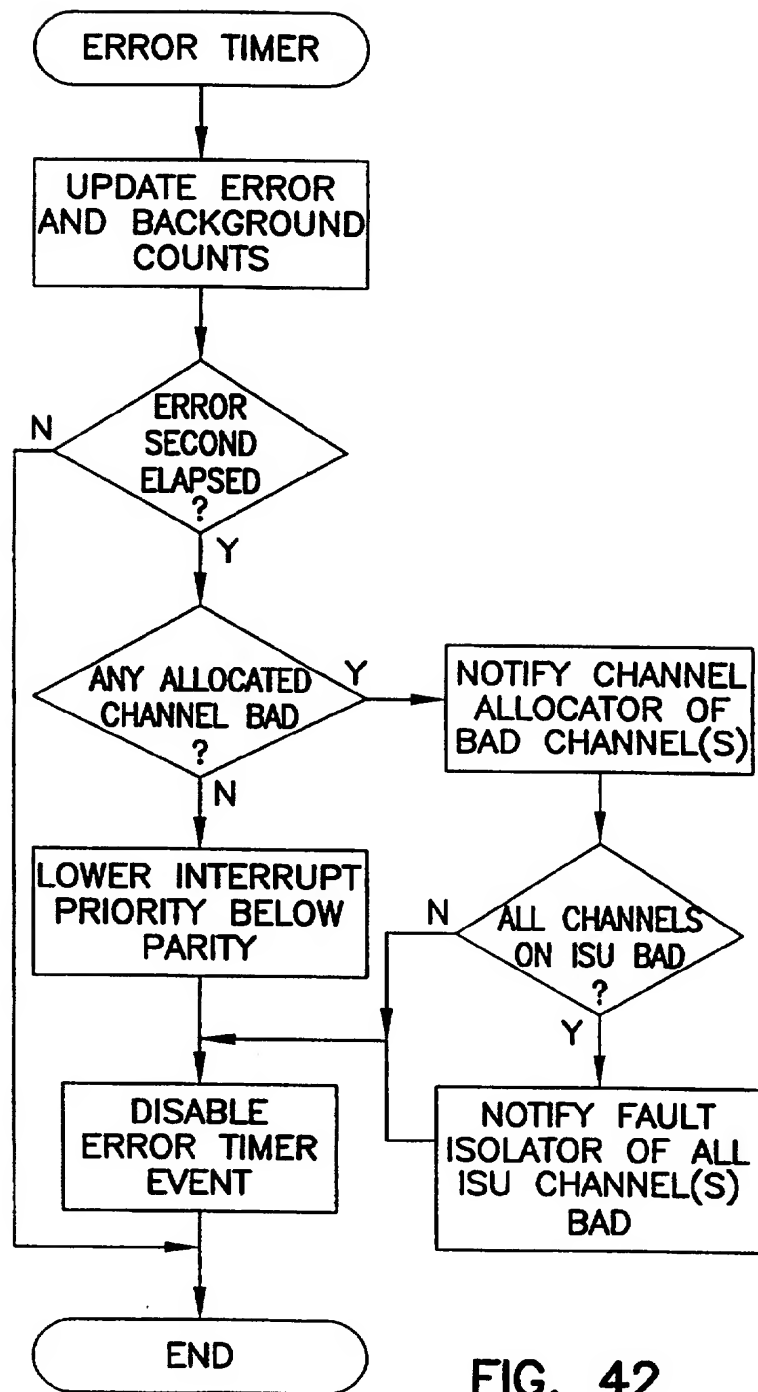 ERROR TIMER
UPDATE ERROR
AND BACKGROUND
COUNTS
ERROR
SECOND
ELAPSED
?
N
Y
ANY ALLOCATED
CHANNEL BAD
?
Y
N
NOTIFY CHANNEL
ALLOCATOR OF
BAD CHANNEL(S)
LOWER INTERRUPT
PRIORITY BELOW
PARITY
ALL CHANNELS
ON ISU BAD
?
N
Y
DISABLE
ERROR TIMER
EVENT
NOTIFY FAULT
ISOLATOR OF ALL
ISU CHANNEL(S)
BAD
END
FIG. 42